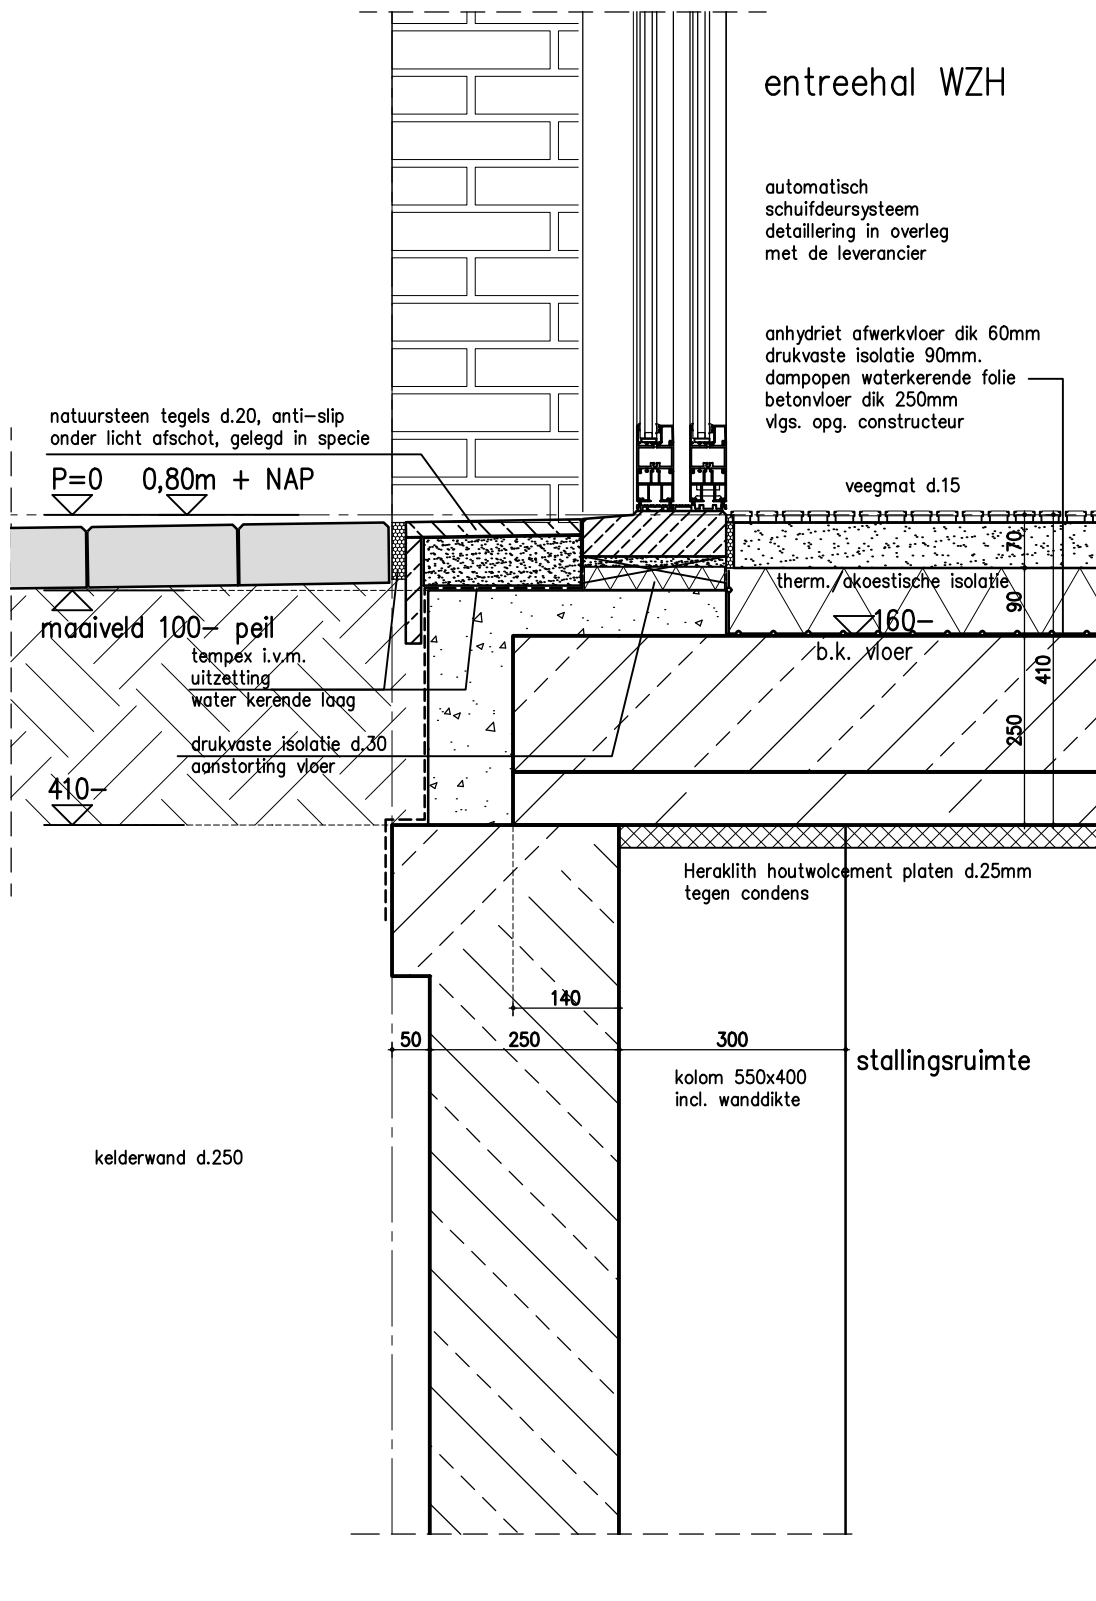 entreehal WZH
automatisch
schuifdeursysteem
detaillering in overleg
met de leverancier
anhydriet afwerkvloer dik 60mm
drukvaste isolatie 90mm.
dampopen waterkerende folie
betonvloer dik 250mm
vlgs. opg. constructeur
natuursteen tegels d.20, anti-slip
onder licht afschot, gelegd in specie
P=0 0,80m + NAP
veegmat d.15
70
therm./akoestische isolatie
90
160-
b.k. vloer
maaiveld 100- peil
tempex i.v.m.
uitzetting
water kerende laag
410
250
drukvaste isolatie d.30
aanstorting vloer
410-
Heraklith houtwolcement platen d.25mm
tegen condens
140
50 250 300
stallingsruimte
kolom 550x400
incl. wanddikte
kelderwand d.250